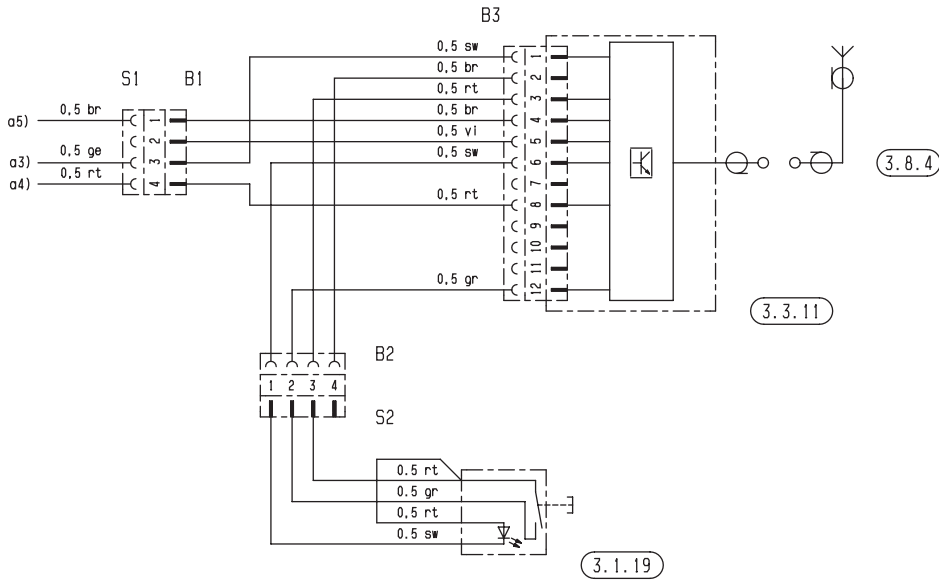 B3
0,5 sw
0,5 br
S1 B1
0,5 rt
0,5 br
0,5 br
a5)
0,5 vi
0,5 ge
0,5 sw
a3)
0,5 rt
a4)
0,5 rt
0,5 gr
1
2
3
4
1
2
3
4
5
6
7
8
9
10
11
12
3.8.4
3.3.11
B2
1 2 3 4
S2
0.5 rt
0.5 gr
0,5 rt
0.5 sw
3.1.19